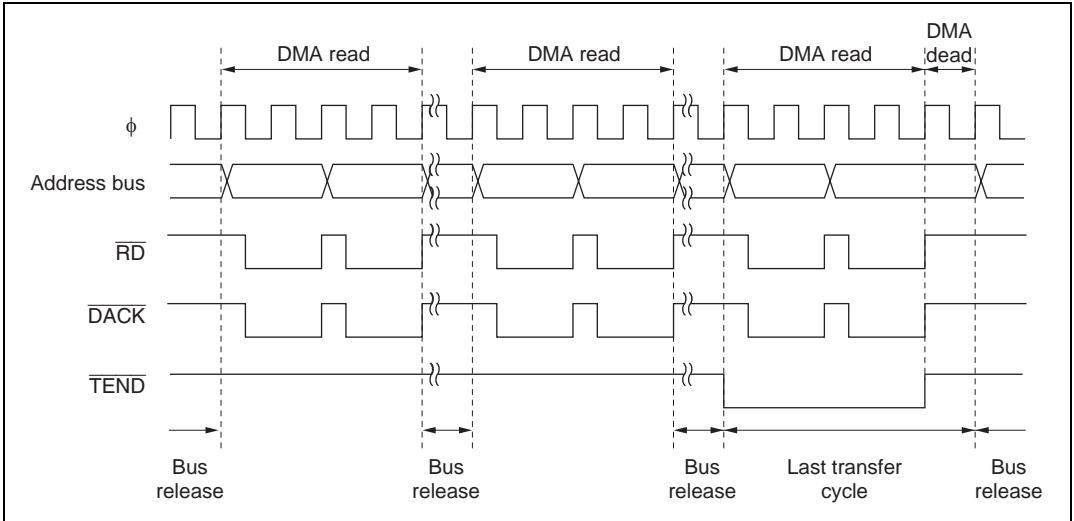 DMA read
DMA read
DMA read
DMA
dead
ϕ
Address bus
RD
DACK
TEND
Bus
release
Bus
release
Bus
release
Last transfer
cycle
Bus
release